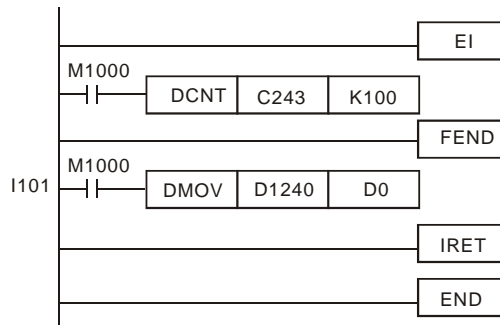 EI
M1000
DCNT C243 K100
FEND
M1000
I101 DMOV D1240 D0
IRET
END